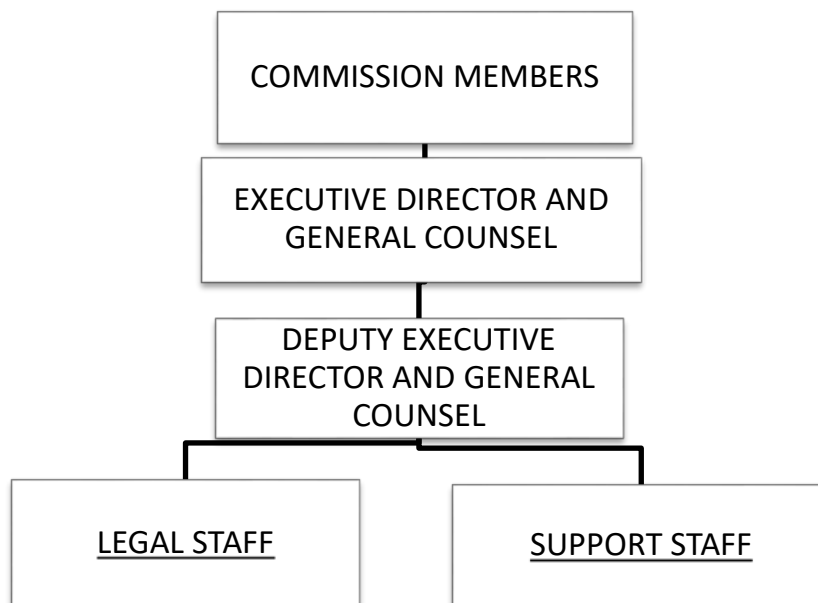 COMMISSION MEMBERS
EXECUTIVE DIRECTOR AND
GENERAL COUNSEL
DEPUTY EXECUTIVE
DIRECTOR AND GENERAL
COUNSEL
LEGAL STAFF
SUPPORT STAFF